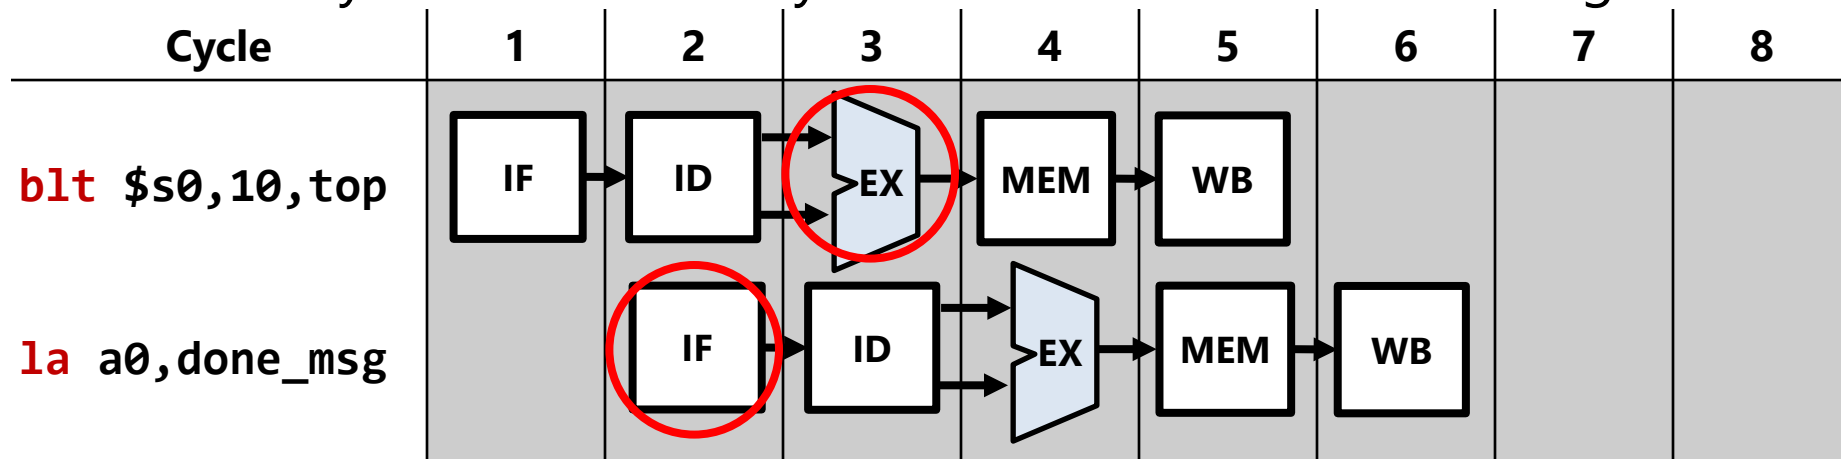 Cycle 1 2 3 4 5 6 7 8
blt $s0,10,top IF ID EX MEM WB
la a0,done_msg IF ID EX MEM WB